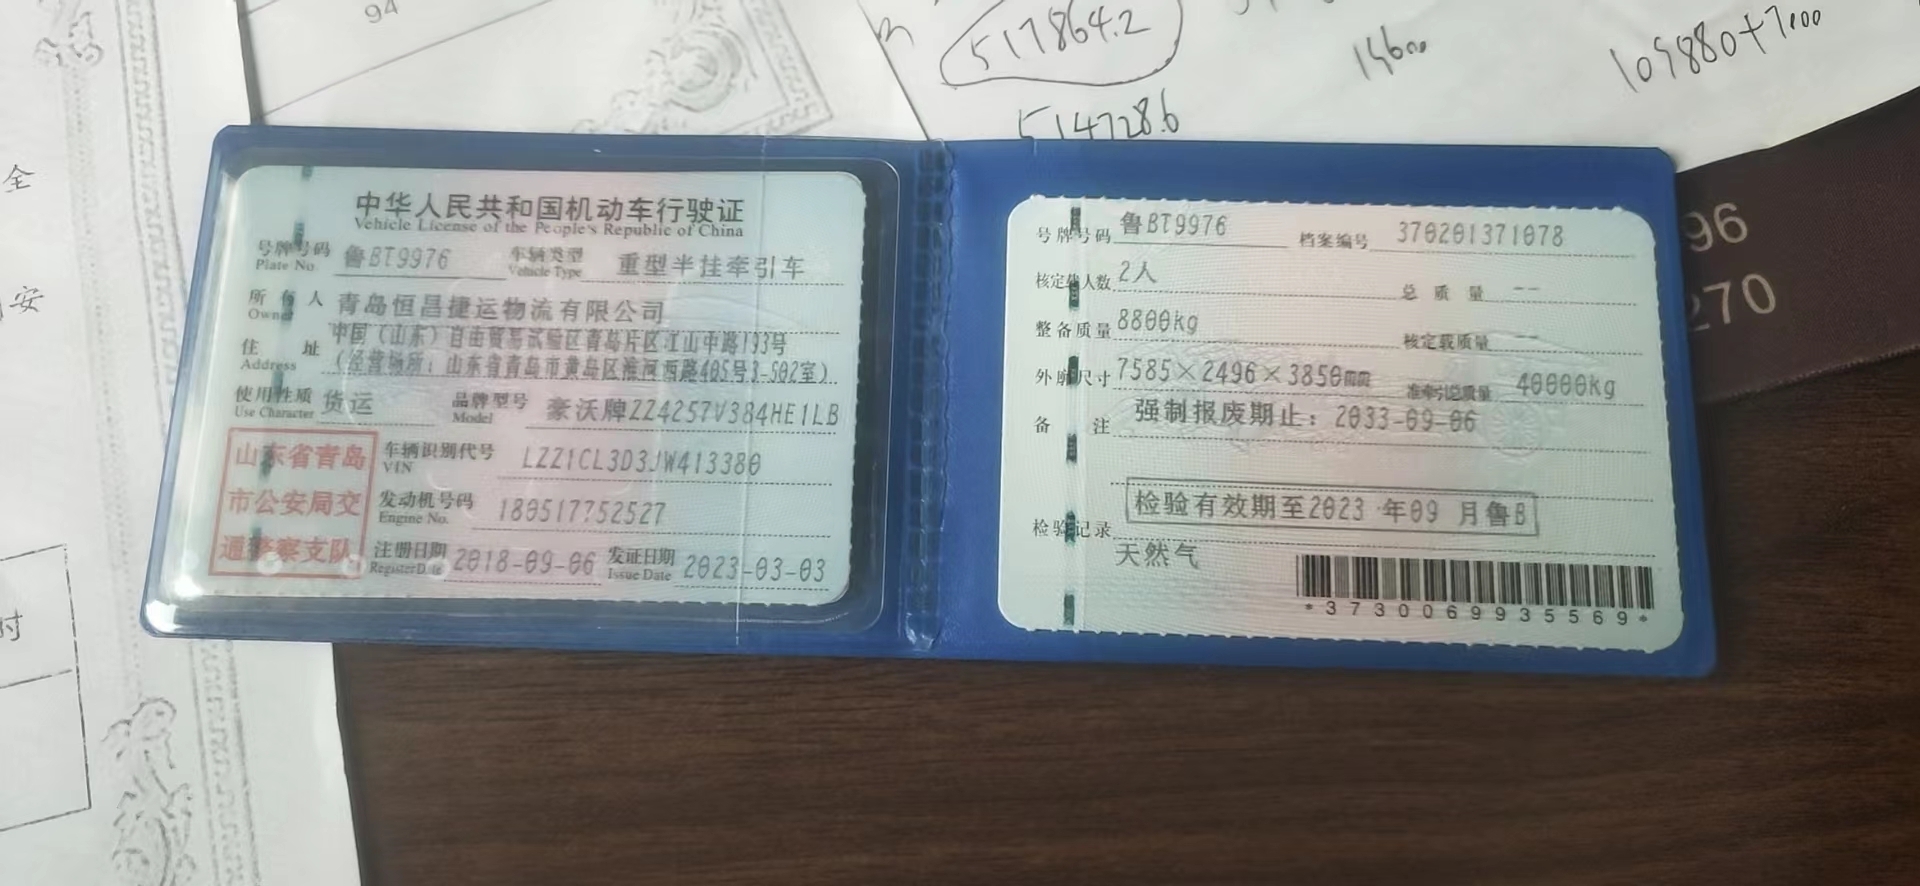 94
517864.2
514728.6
109880+7000
全
安
时
96
270
中华人民共和国机动车行驶证
Vehicle License of the People's Republic of China
号牌号码 鲁BT9976 车辆类型 重型半挂牵引车
Plate No. Vehicle Type
所有人 青岛恒昌捷运物流有限公司
Owner
住址 中国(山东)自由贸易试验区青岛片区江山中路193号
Address (经营场所:山东省青岛市黄岛区淮河西路405号3-502室)
使用性质 货运 品牌型号 豪沃牌ZZ4257V384HE1LB
Use Character Model
山东省青岛
市公安局交
通警察支队
车辆识别代号 LZZ1CL3D3JW413380
VIN
发动机号码 180517752527
Engine No.
注册日期 2018-09-06 发证日期 2023-03-03
Register Date Issue Date
号牌号码 鲁BT9976 档案编号 370201371078
核定载人数 2人 总质量 --
整备质量 8800kg 核定载质量 --
外廓尺寸 7585×2496×3850mm 准牵引总质量 40000kg
备注 强制报废期止:2033-09-06
检验记录 检验有效期至2023年09月鲁B
天然气
*3730069935569*